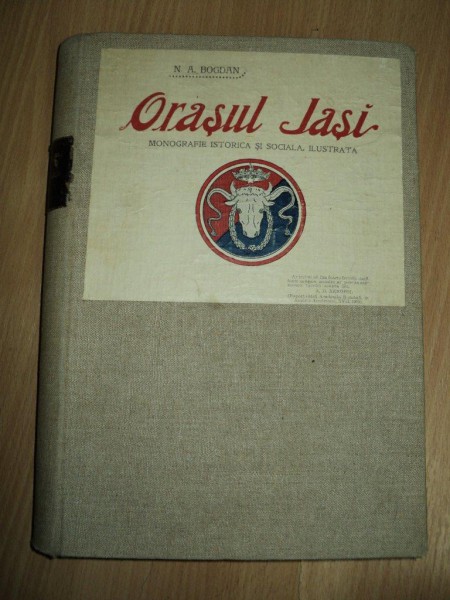 N. A. BOGDAN
Orașul Iași
MONOGRAFIE ISTORICA ȘI SOCIALA, ILUSTRATA